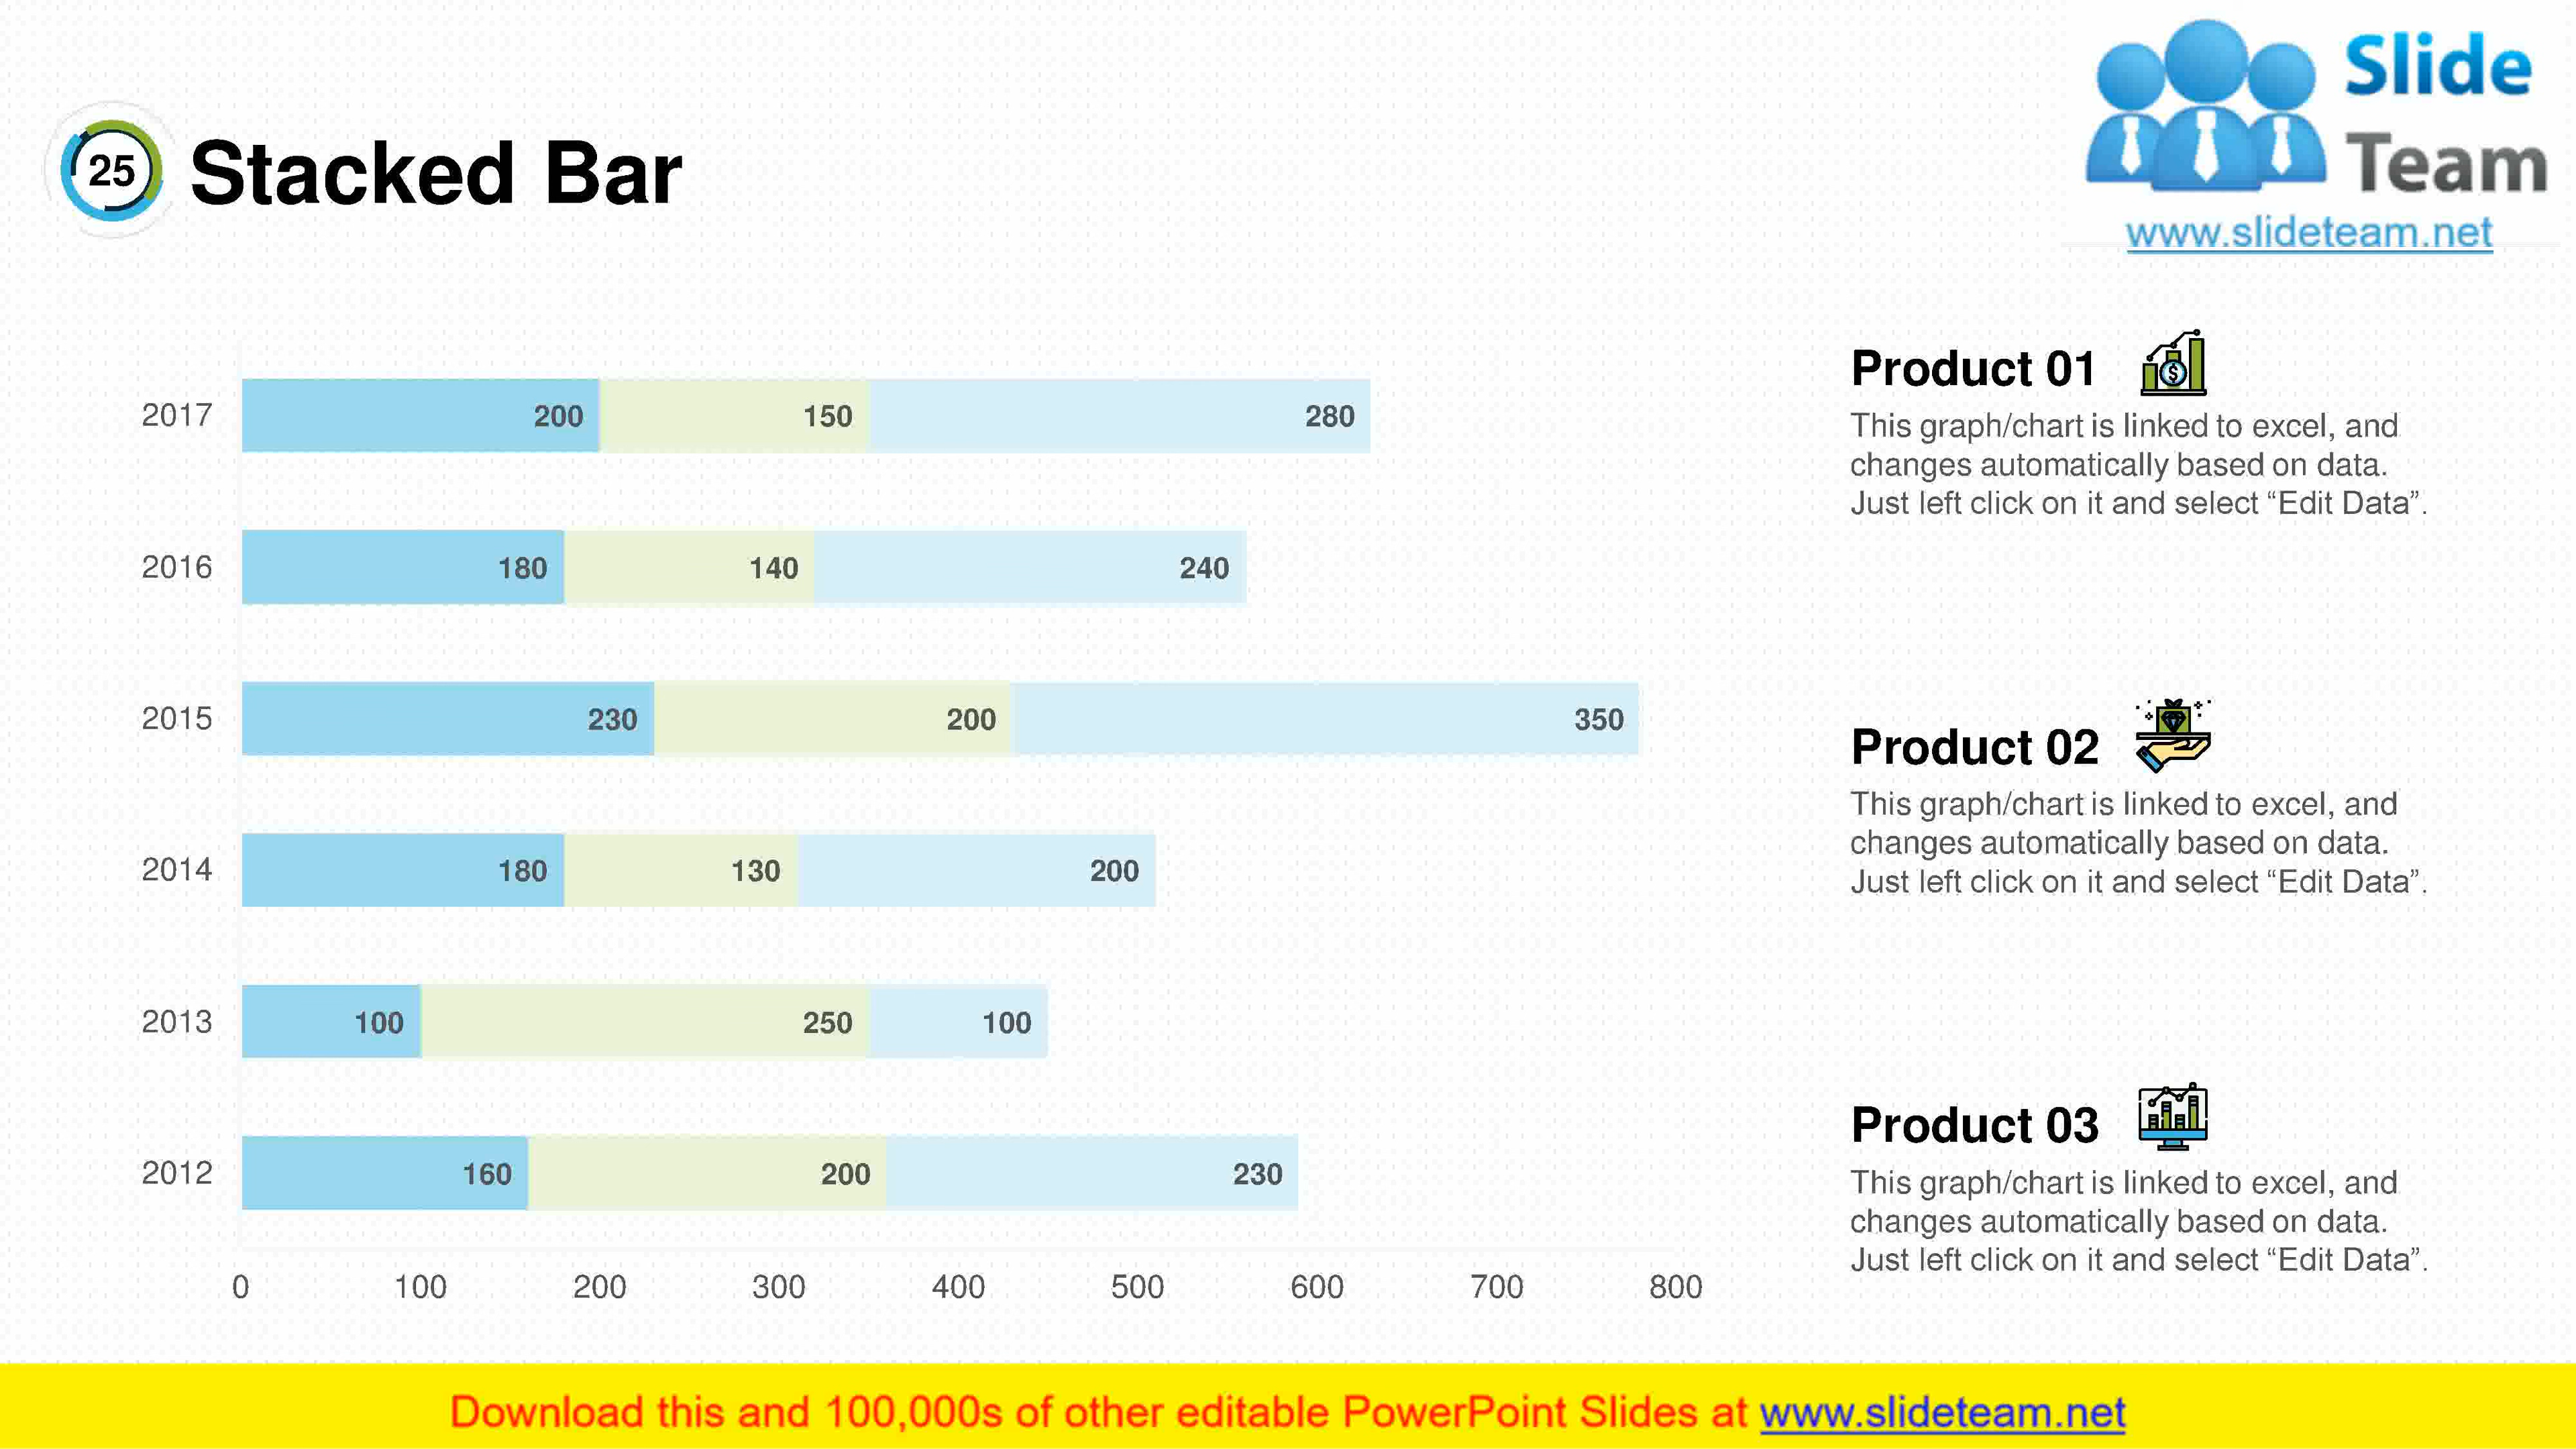 Slide
Team
www.slideteam.net
25
Stacked Bar
2017 200 150 280
2016 180 140 240
2015 230 200 350
2014 180 130 200
2013 100 250 100
2012 160 200 230
0 100 200 300 400 500 600 700 800
Product 01
This graph/chart is linked to excel, and
changes automatically based on data.
Just left click on it and select “Edit Data”.
Product 02
This graph/chart is linked to excel, and
changes automatically based on data.
Just left click on it and select “Edit Data”.
Product 03
This graph/chart is linked to excel, and
changes automatically based on data.
Just left click on it and select “Edit Data”.
Download this and 100,000s of other editable PowerPoint Slides at www.slideteam.net